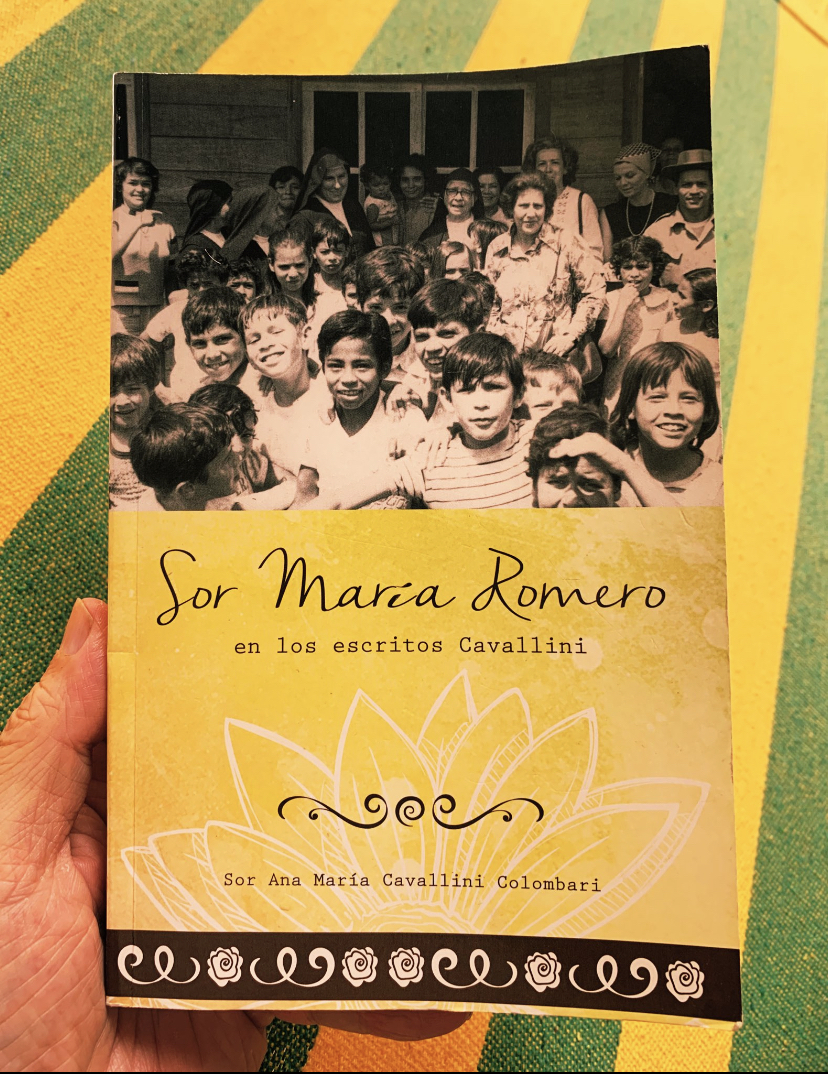 Sor María Romero
en los escritos Cavallini
Sor Ana María Cavallini Colombari